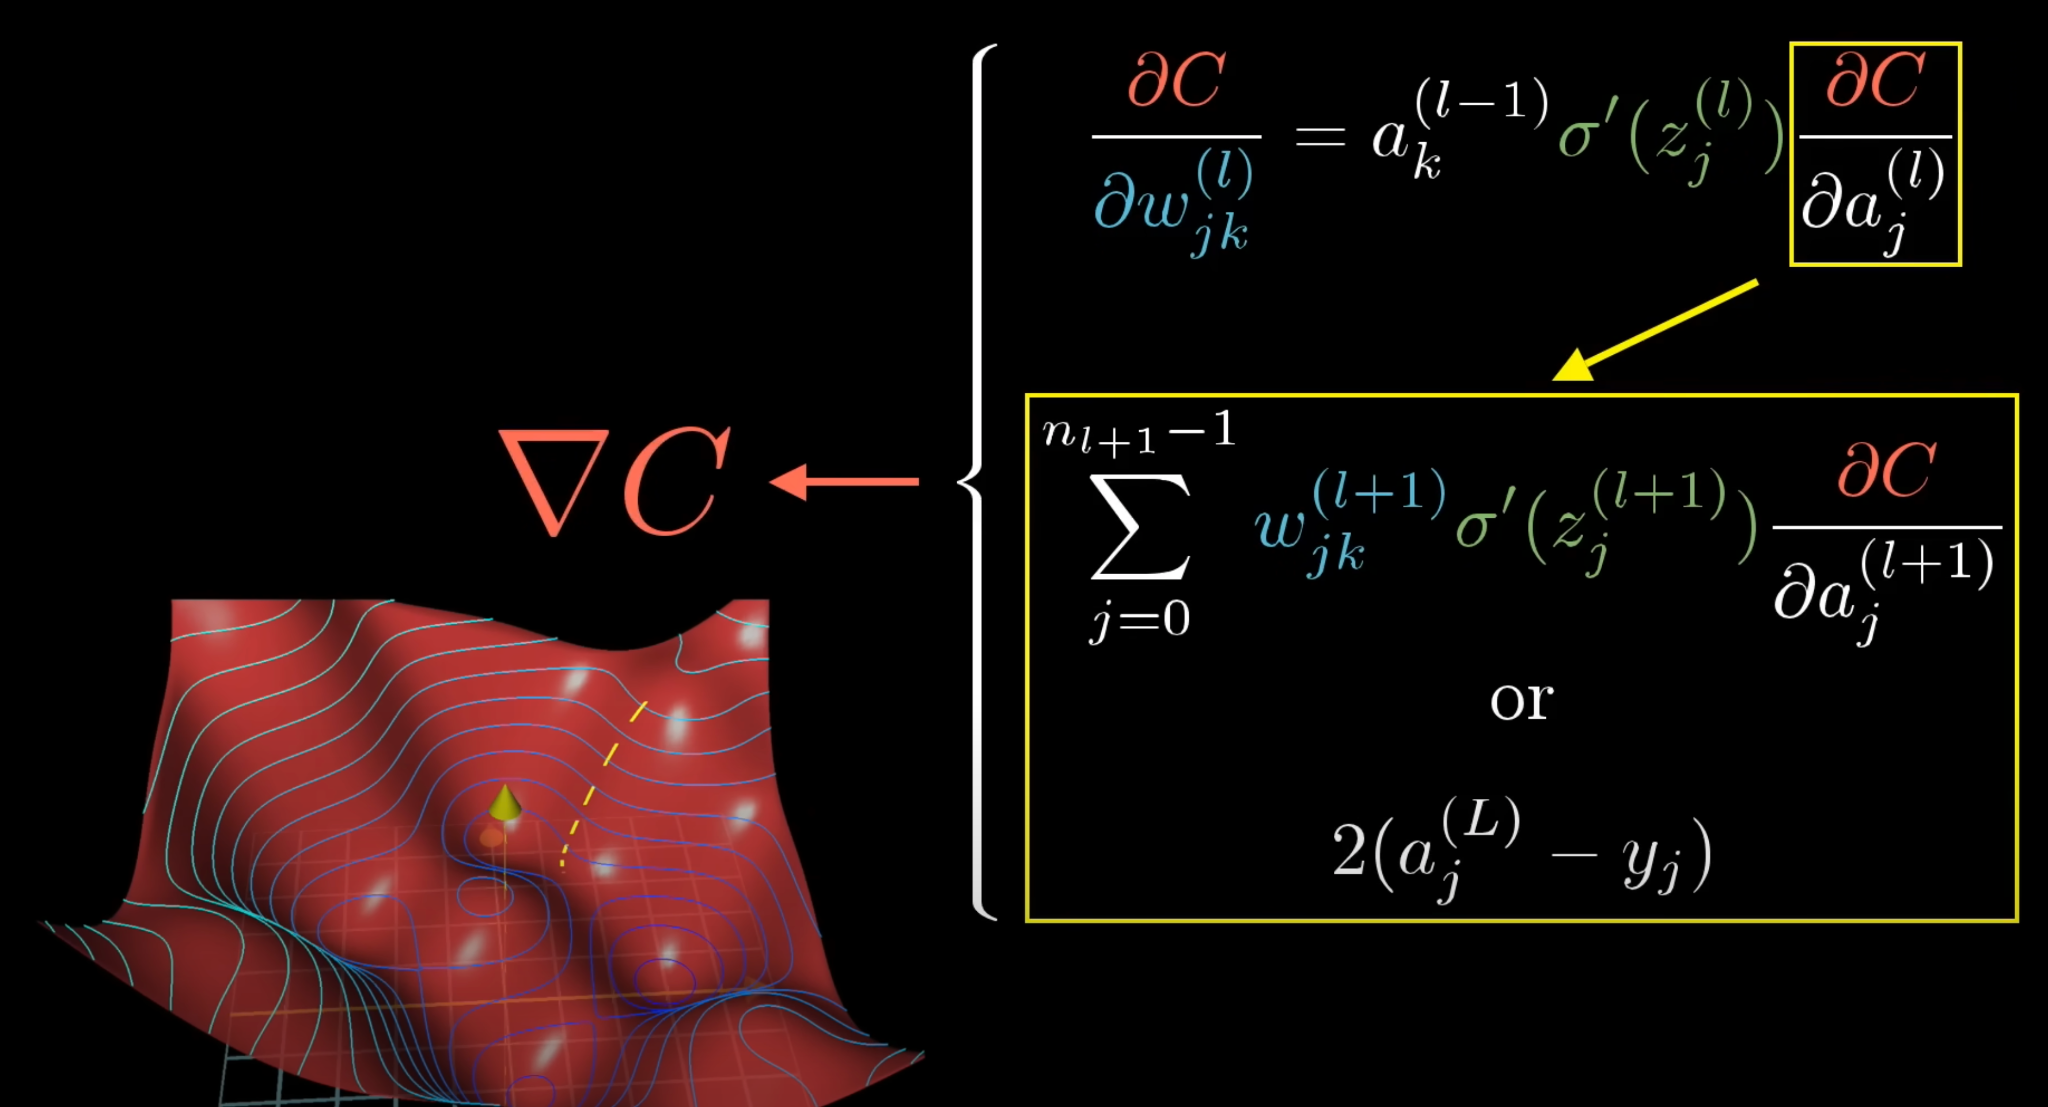 ∂C/∂w_{jk}^{(l)} = a_k^{(l−1)} σ′(z_j^{(l)}) ∂C/∂a_j^{(l)}
∇C ← {
∑_{j=0}^{n_{l+1}−1} w_{jk}^{(l+1)} σ′(z_j^{(l+1)}) ∂C/∂a_j^{(l+1)}
or
2(a_j^{(L)} − y_j)